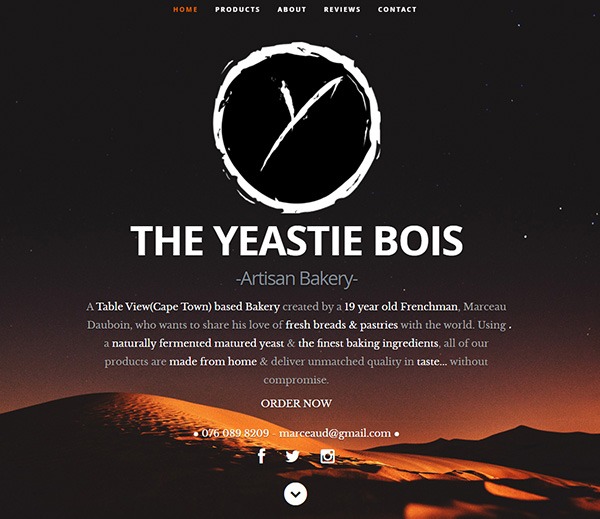 HOME PRODUCTS ABOUT REVIEWS CONTACT
Y
THE YEASTIE BOIS
-Artisan Bakery-
A Table View(Cape Town) based Bakery created by a 19 year old Frenchman, Marceau
Dauboin, who wants to share his love of fresh breads & pastries with the world. Using
a naturally fermented matured yeast & the finest baking ingredients, all of our
products are made from home & deliver unmatched quality in taste... without
compromise.
ORDER NOW
● 076.089.8209 - marceaud@gmail.com ●